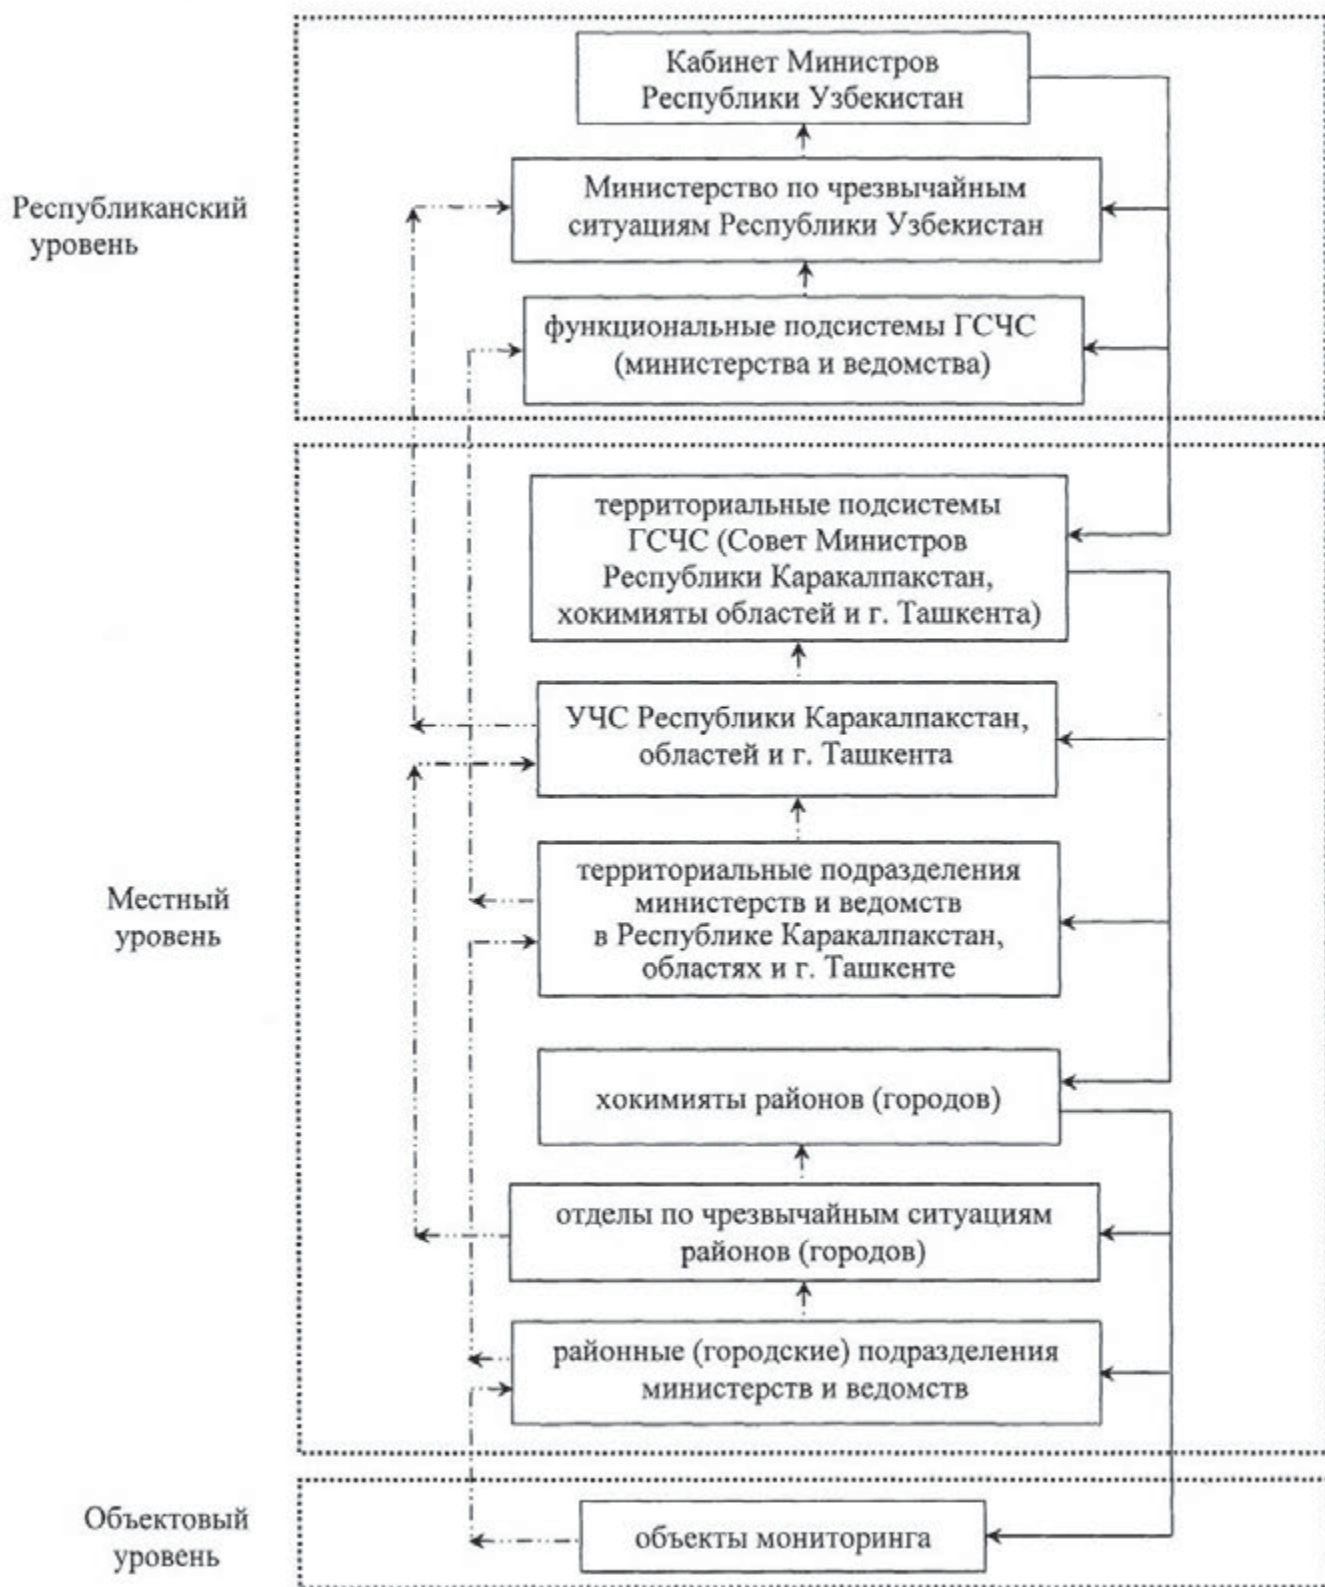 Кабинет Министров
Республики Узбекистан
Республиканский
уровень
Министерство по чрезвычайным
ситуациям Республики Узбекистан
функциональные подсистемы ГСЧС
(министерства и ведомства)
территориальные подсистемы
ГСЧС (Совет Министров
Республики Каракалпакстан,
хокимияты областей и г. Ташкента)
УЧС Республики Каракалпакстан,
областей и г. Ташкента
Местный
уровень
территориальные подразделения
министерств и ведомств
в Республике Каракалпакстан,
областях и г. Ташкенте
хокимияты районов (городов)
отделы по чрезвычайным ситуациям
районов (городов)
районные (городские) подразделения
министерств и ведомств
Объектовый
уровень
объекты мониторинга